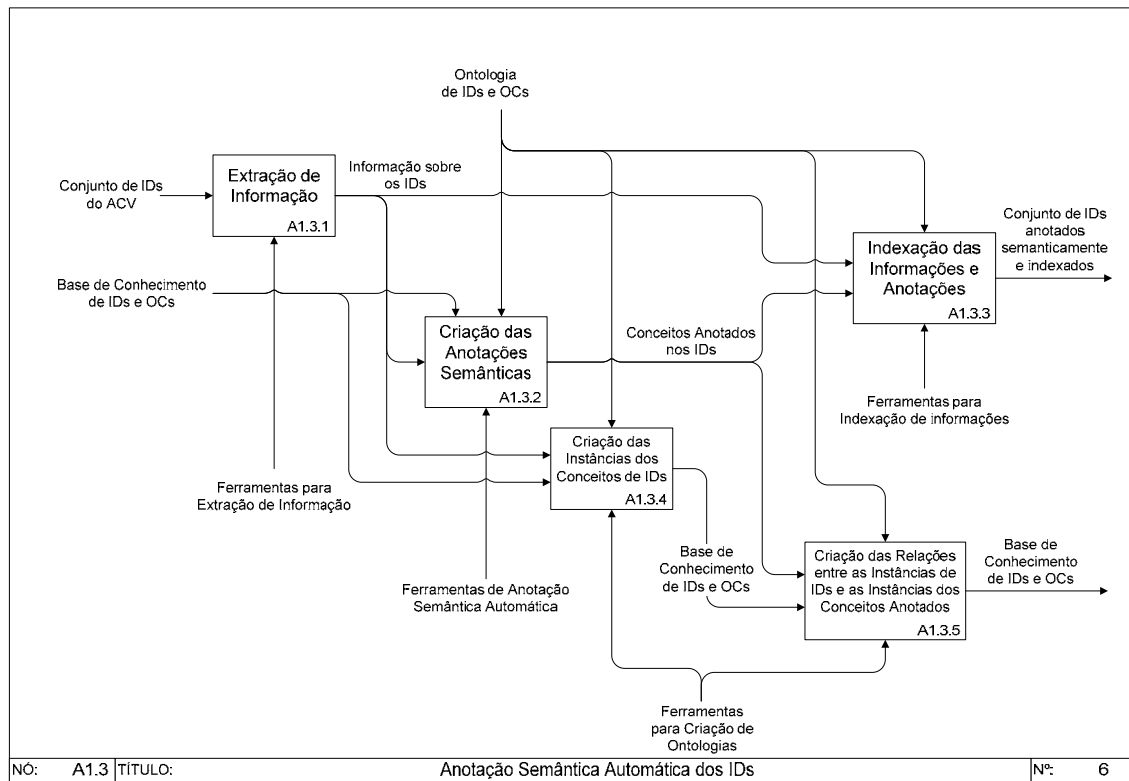 Ontologia
de IDs e OCs
Extração de
Informação
A1.3.1
Informação sobre
os IDs
Conjunto de IDs
do ACV
Conjunto de IDs
anotados
semanticamente
e indexados
Indexação das
Informações e
Anotações
A1.3.3
Base de Conhecimento
de IDs e OCs
Criação das
Anotações
Semânticas
A1.3.2
Conceitos Anotados
nos IDs
Ferramentas para
Indexação de informações
Criação das
Instâncias dos
Conceitos de IDs
A1.3.4
Ferramentas para
Extração de Informação
Base de
Conhecimento
de IDs e OCs
Criação das Relações
entre as Instâncias de
IDs e as Instâncias dos
Conceitos Anotados
A1.3.5
Base de
Conhecimento
de IDs e OCs
Ferramentas de Anotação
Semântica Automática
Ferramentas
para Criação de
Ontologias
NÓ: A1.3 TÍTULO: Anotação Semântica Automática dos IDs Nº: 6